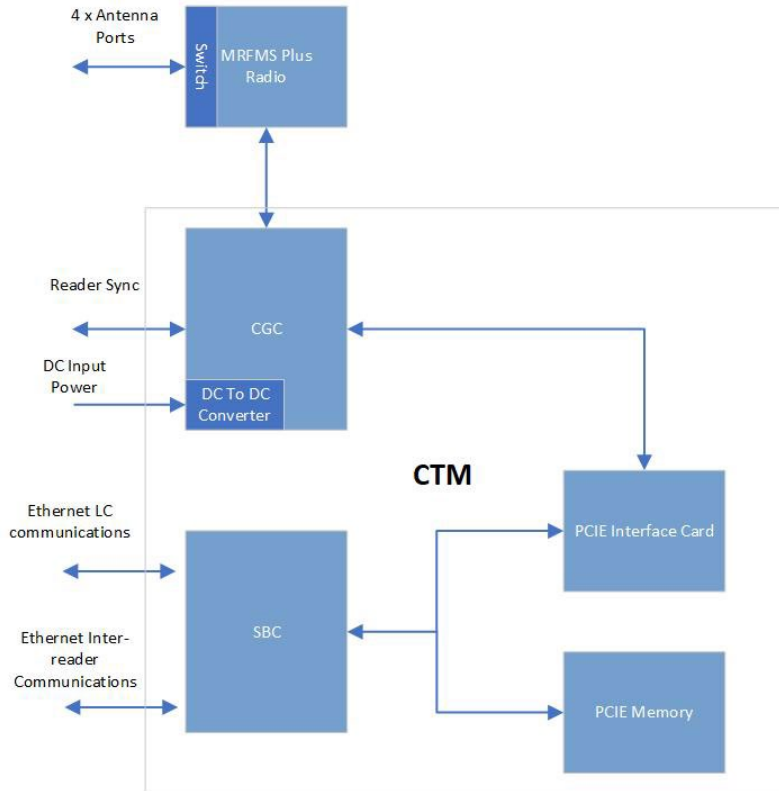 4 x Antenna
Ports
Switch
MRFMS Plus
Radio
Reader Sync
CGC
DC Input
Power
DC To DC
Converter
CTM
Ethernet LC
communications
PCIE Interface Card
SBC
Ethernet Inter-
reader
Communications
PCIE Memory